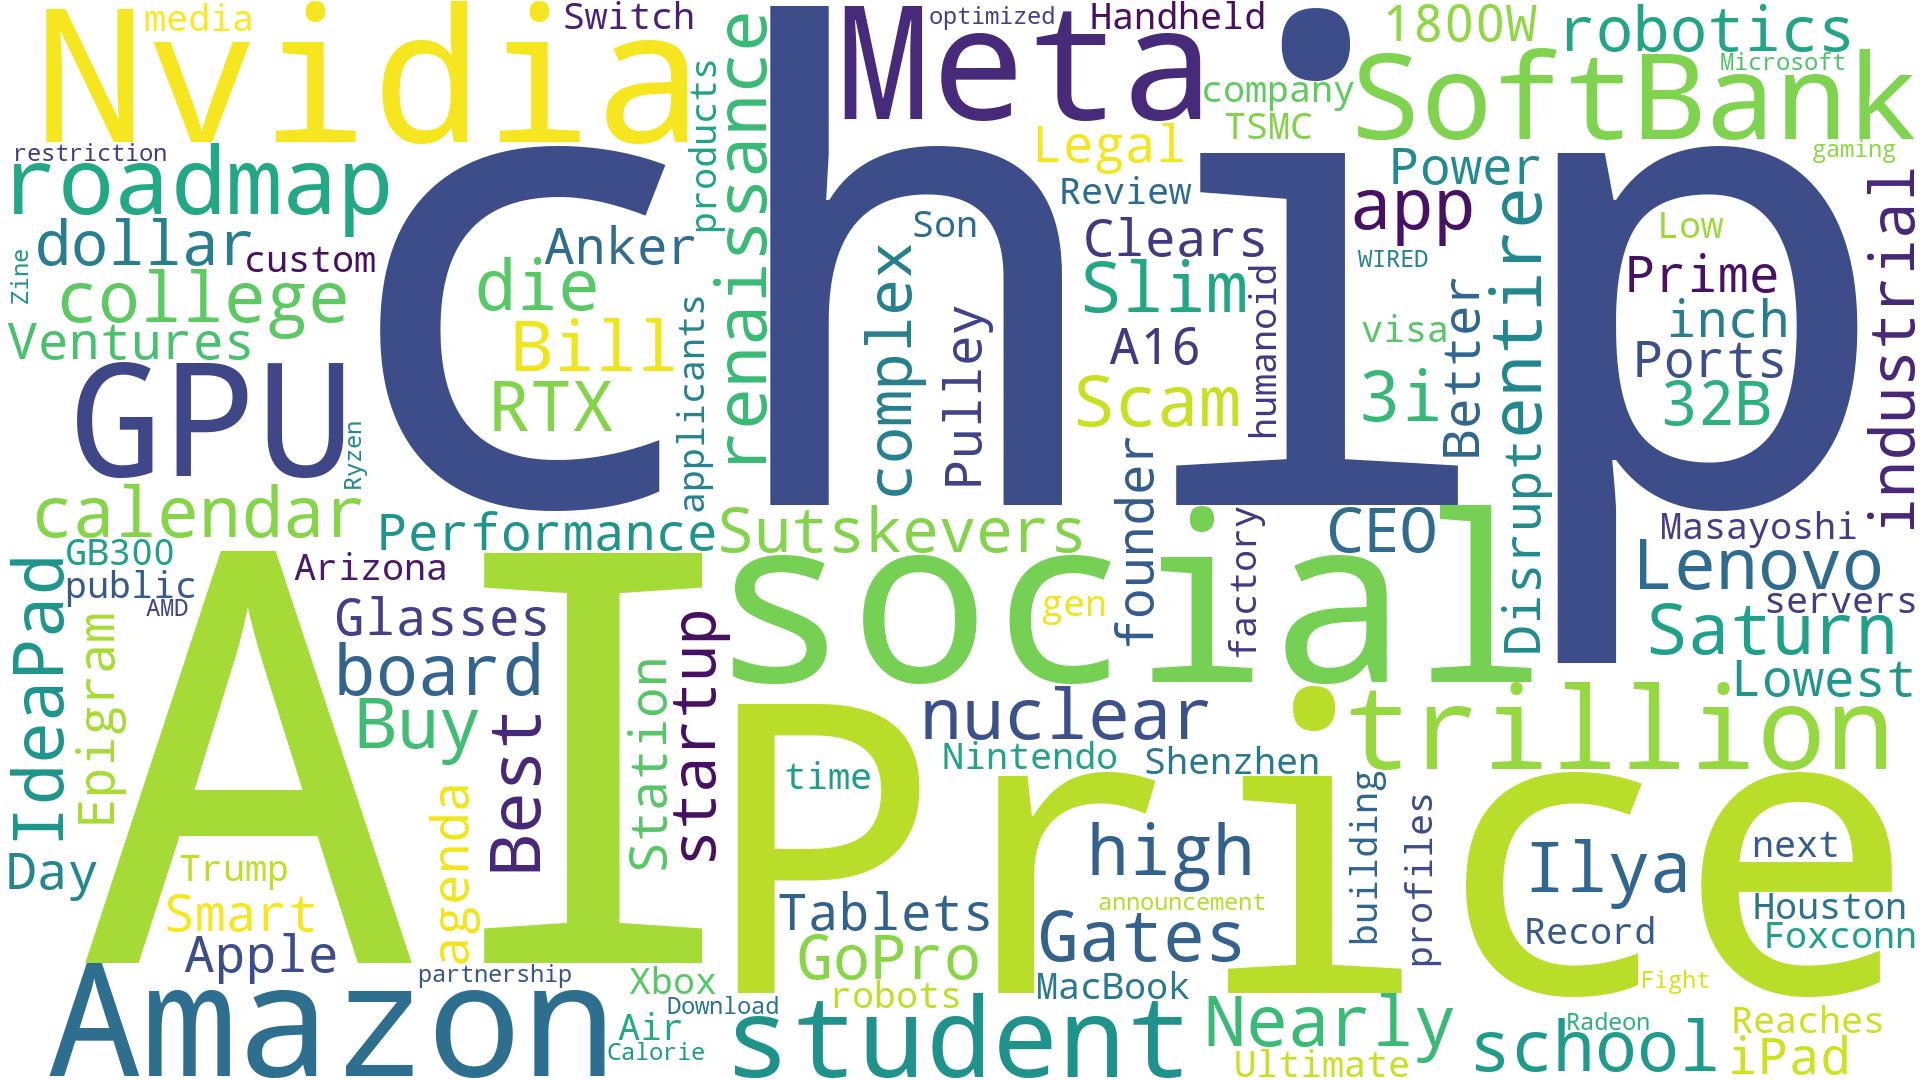 Nvidia
media
Switch
renaissance
Meta
optimized
Handheld
1800W
robotics
Microsoft
SoftBank
company
TSMC
gaming
restriction
roadmap
products
chip
Legal
Power
Review
app
Son
Clears
Low
WIRED
industrial
dollar
custom
Anker
Zine
college
die
complex
Slim
humanoid
entire
Prime
inch
Ventures
Bill
applicants
Pulley
A16
visa
Better
Ports
GPU
RTX
Scam
3i
32B
Ryzen
calendar
Performance
Sutskevers
founder
factory
CEO
Disrupt
Masayoshi
GB300
public
AMD
Arizona
Lenovo
servers
IdeaPad
Epigram
AI
Glasses
social
gen
Saturn
board
Station
startup
Lowest
Buy
Best
nuclear
trillion
Nintendo
Shenzhen
time
Price
building
profiles
Day
Trump
agenda
high
Ilya
next
Smart
Tablets
announcement
Houston
Apple
GoPro
Gates
Record
Foxconn
Amazon
partnership
Xbox
robots
MacBook
Fight
Download
Air
Calorie
student
Nearly
Ultimate
school
Radeon
Reaches
iPad